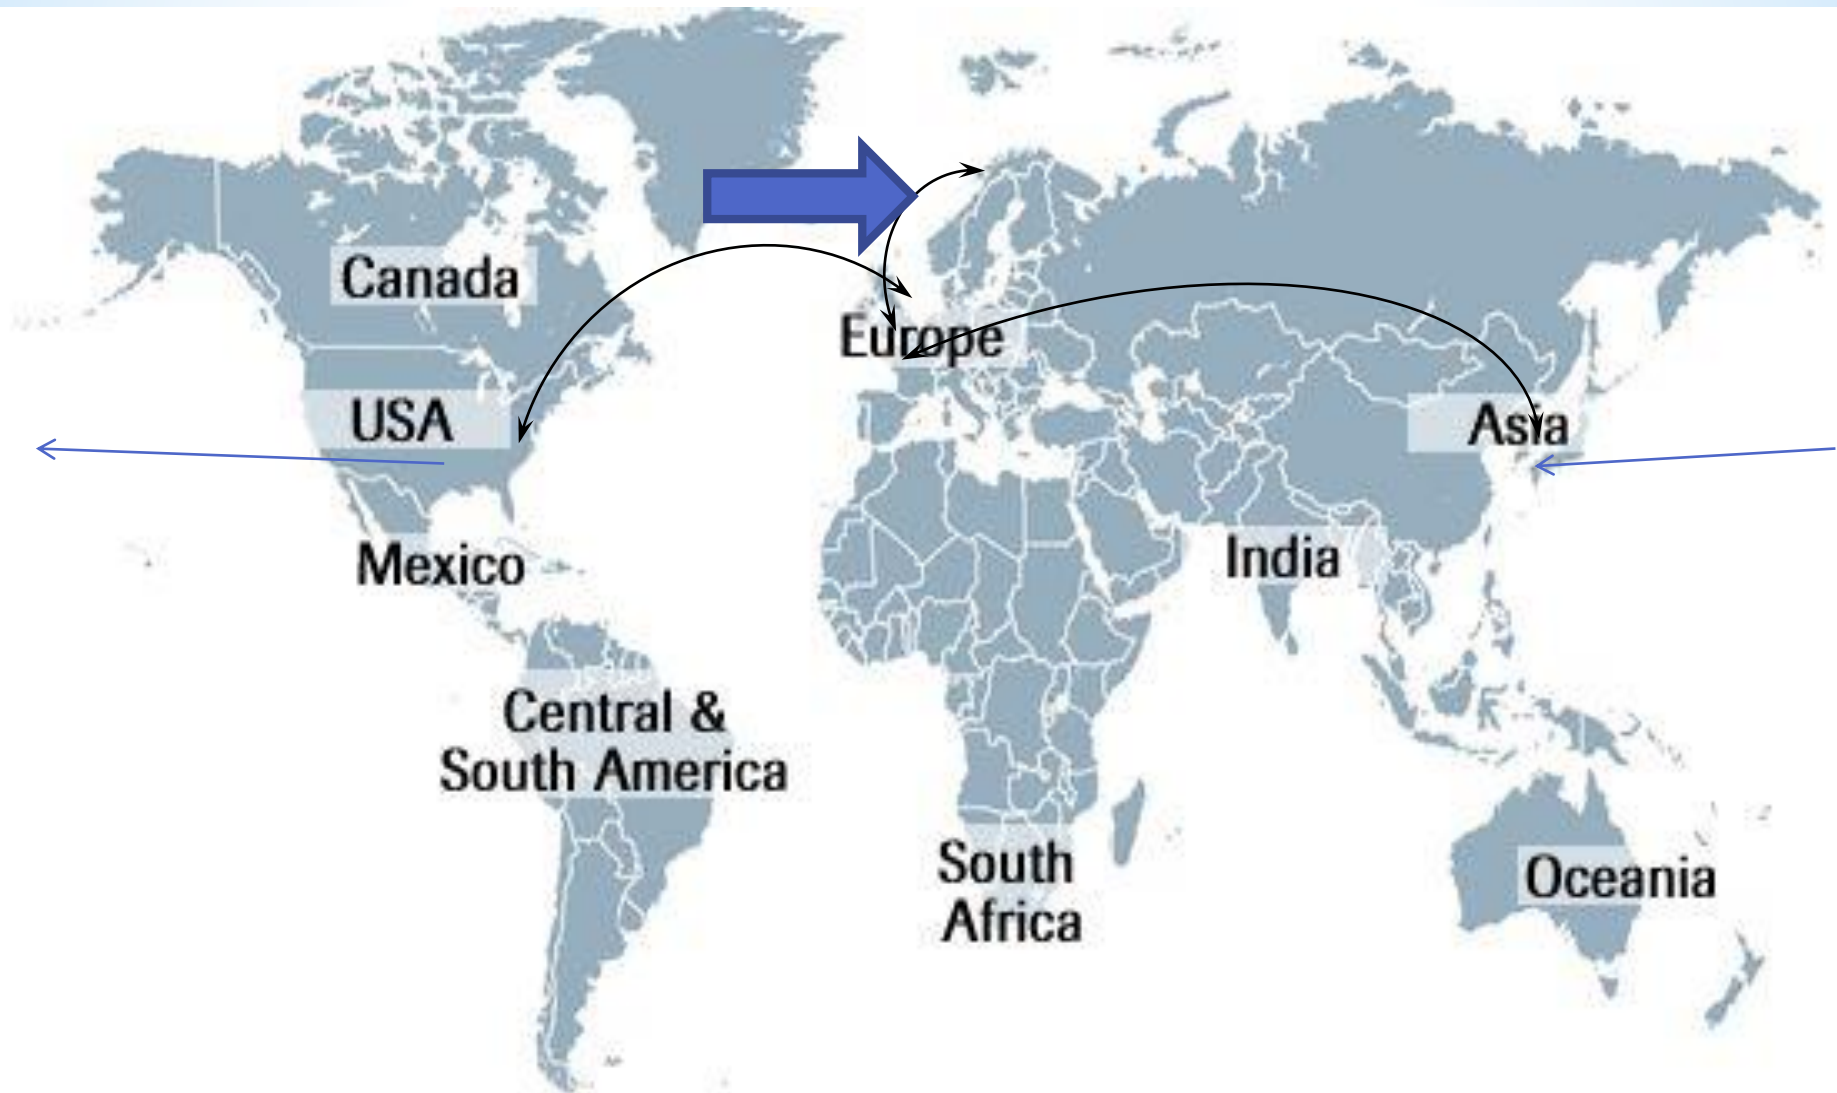 Canada
Europe
USA
Asia
Mexico
India
Central &
South America
South
Africa
Oceania